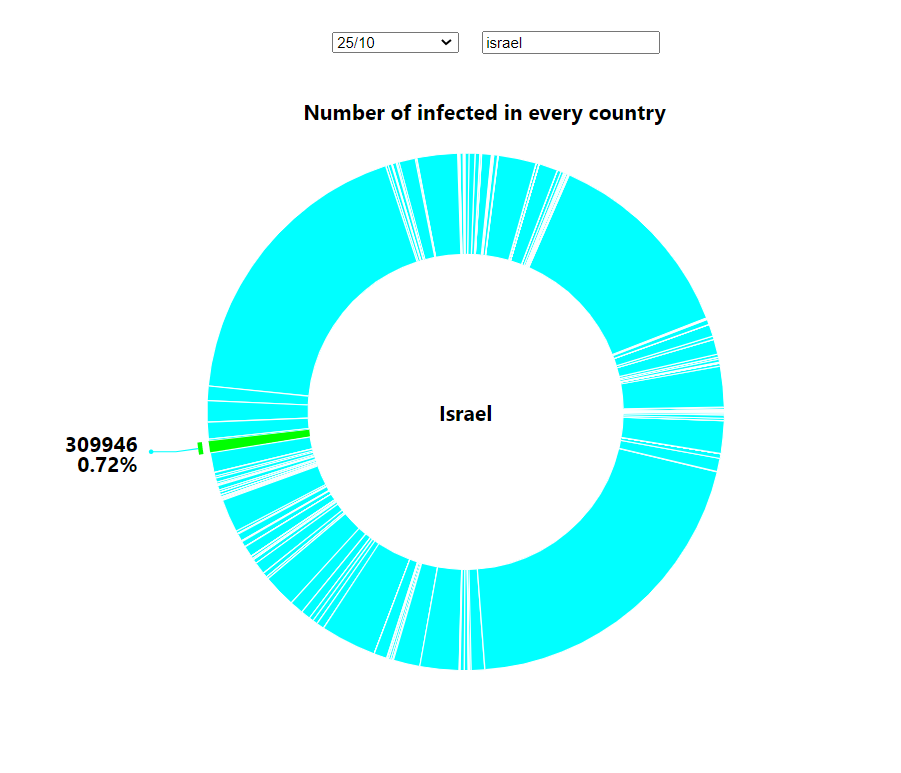 25/10
israel
Number of infected in every country
Israel
309946
0.72%